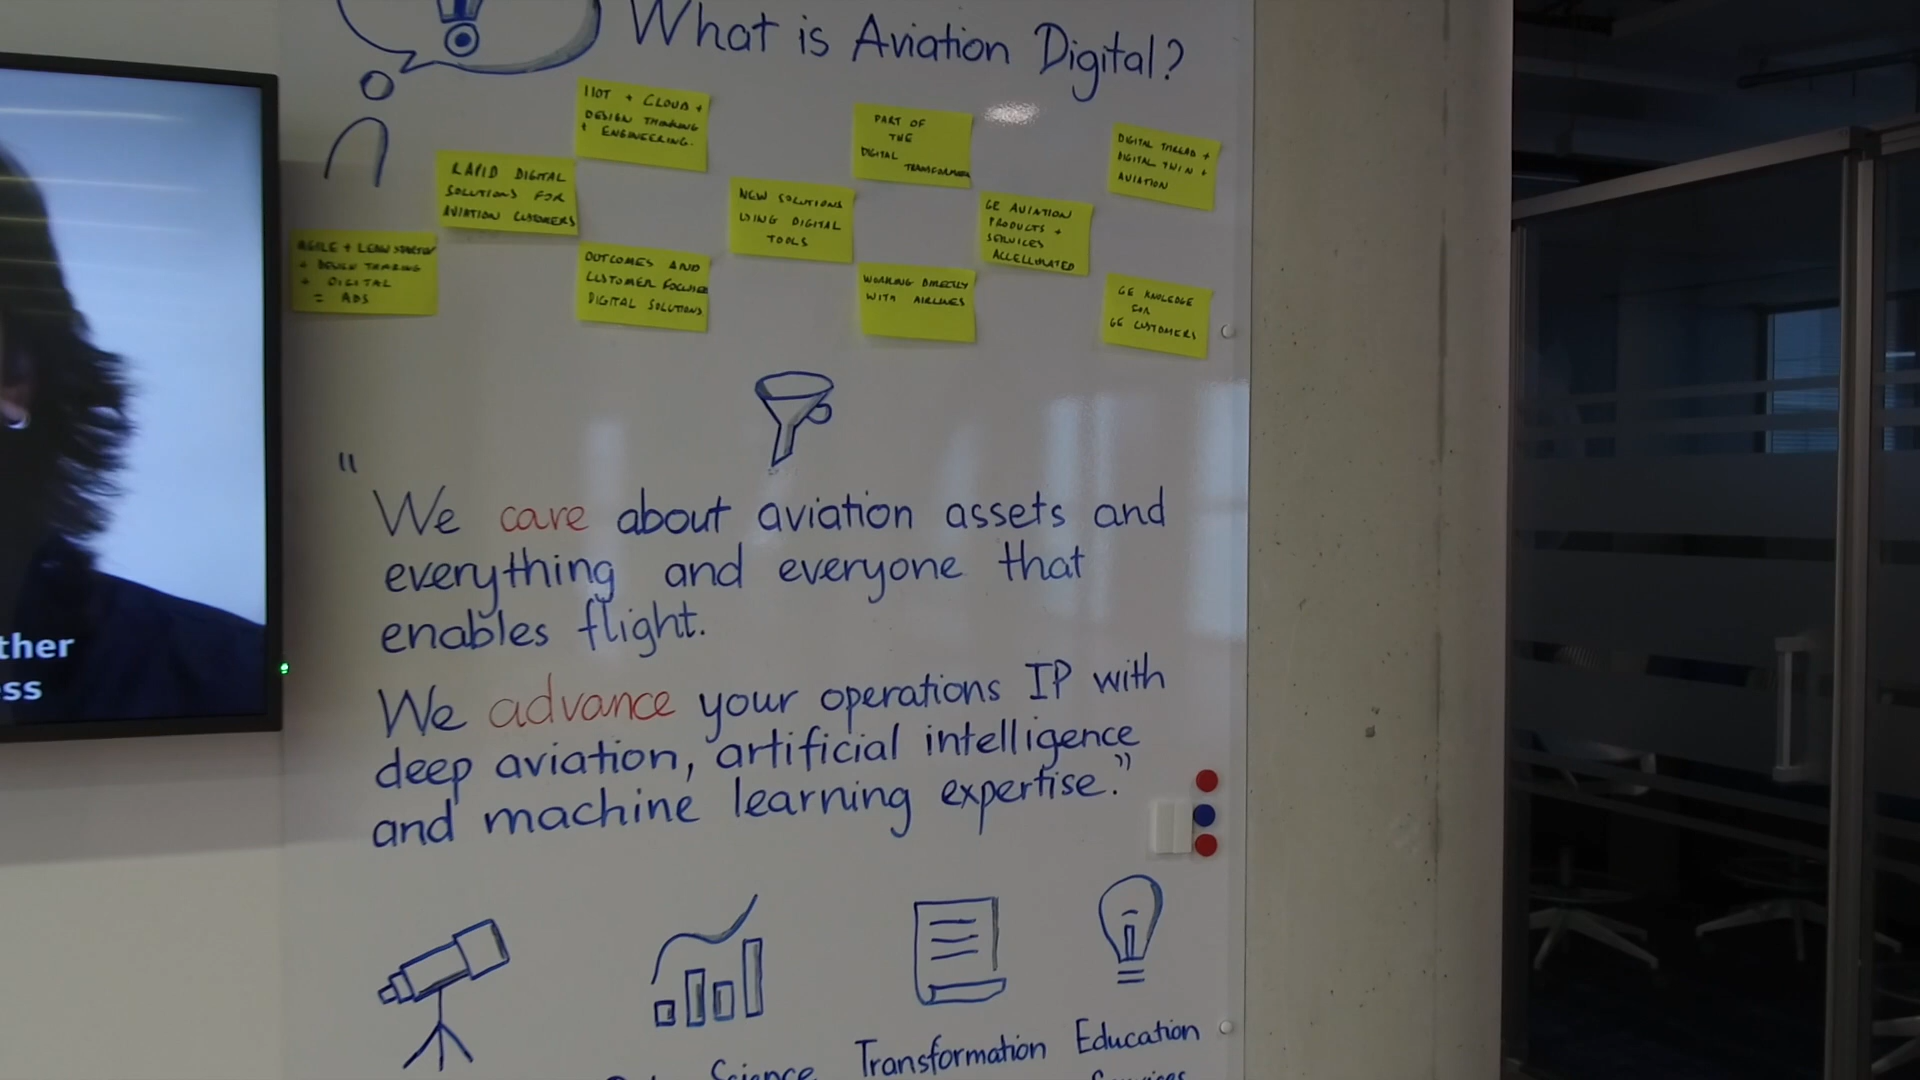 What is Aviation Digital?
IIOT + CLOUD +
DESIGN THINKING
+ ENGINEERING.
PART OF
THE
DIGITAL
DIGITAL THREAD +
DIGITAL TWIN +
AVIATION
RAPID DIGITAL
SOLUTIONS FOR
AVIATION CUSTOMERS
NEW SOLUTIONS
USING DIGITAL
TOOLS
GE AVIATION
PRODUCTS +
SERVICES
ACCELLERATED
AGILE + LEAN STARTUP
+ DESIGN THINKING
+ DIGITAL
= ADS
OUTCOMES AND
CUSTOMER FOCUSED
DIGITAL SOLUTIONS
WORKING DIRECTLY
WITH AIRLINES
GE KNOLEDGE
FOR
GE CUSTOMERS
"We care about aviation assets and
everything and everyone that
enables flight.
We advance your operations IP with
deep aviation, artificial intelligence
and machine learning expertise."
ther
ss
Science
Transformation
Education
Services